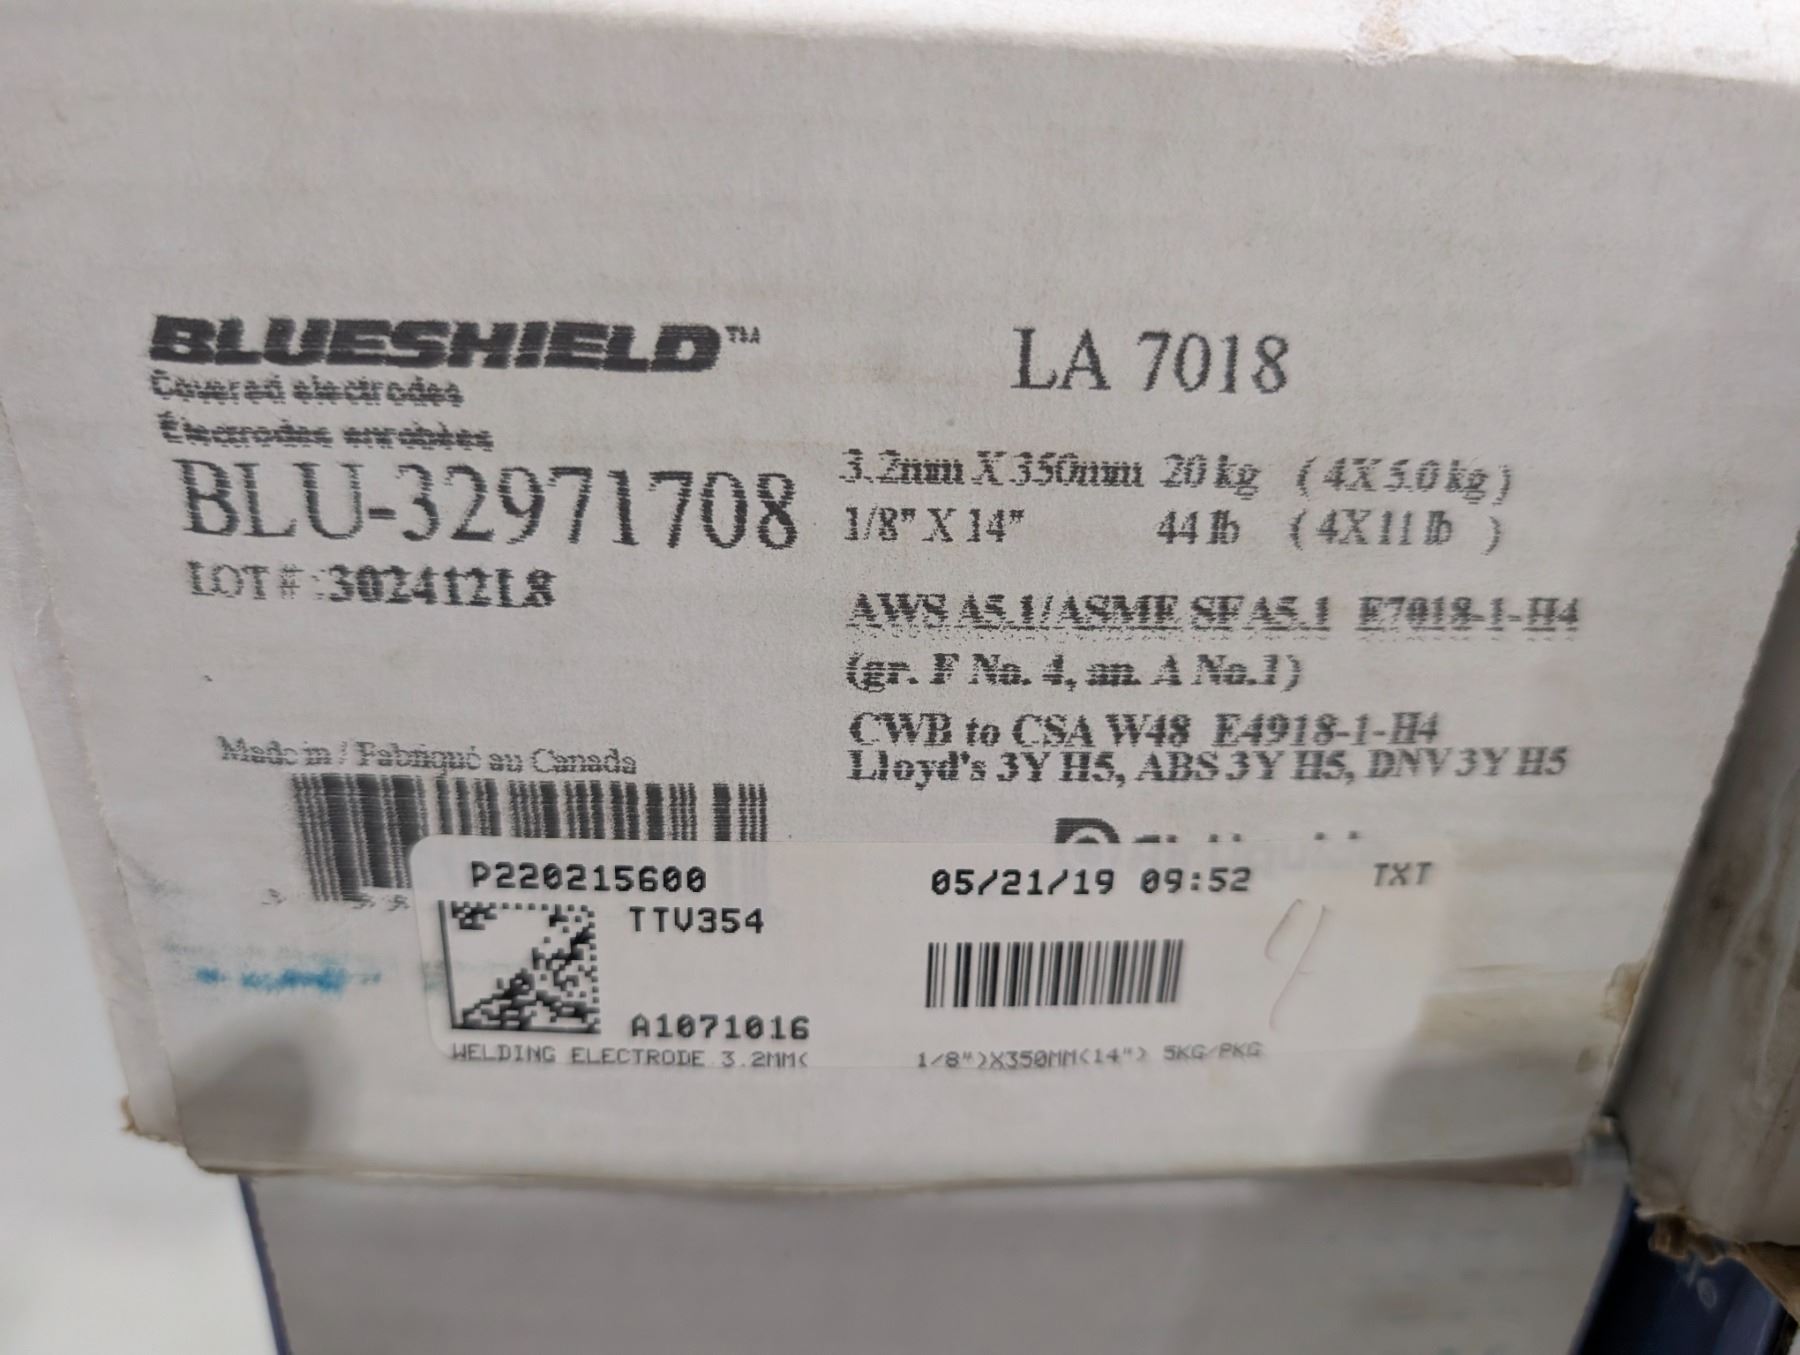 BLUESHIELD™
Covered electrodes
Électrodes enrobées
LA 7018
BLU-32971708
LOT# :302412L8
3.2mm X 350mm 20 kg ( 4X 5.0 kg )
1/8" X 14" 44 lb ( 4X 11 lb )
AWS A5.1/ASME SFA5.1 E7018-1-H4
(gr. F No. 4, an. A No.1)
CWB to CSA W48 E4918-1-H4
Lloyd's 3Y H5, ABS 3Y H5, DNV 3Y H5
Made in / Fabriqué au Canada
P220215600 05/21/19 09:52 TXT
TTV354
A1071016
WELDING ELECTRODE 3.2MM( 1/8")X350MM(14") 5KG/PKG